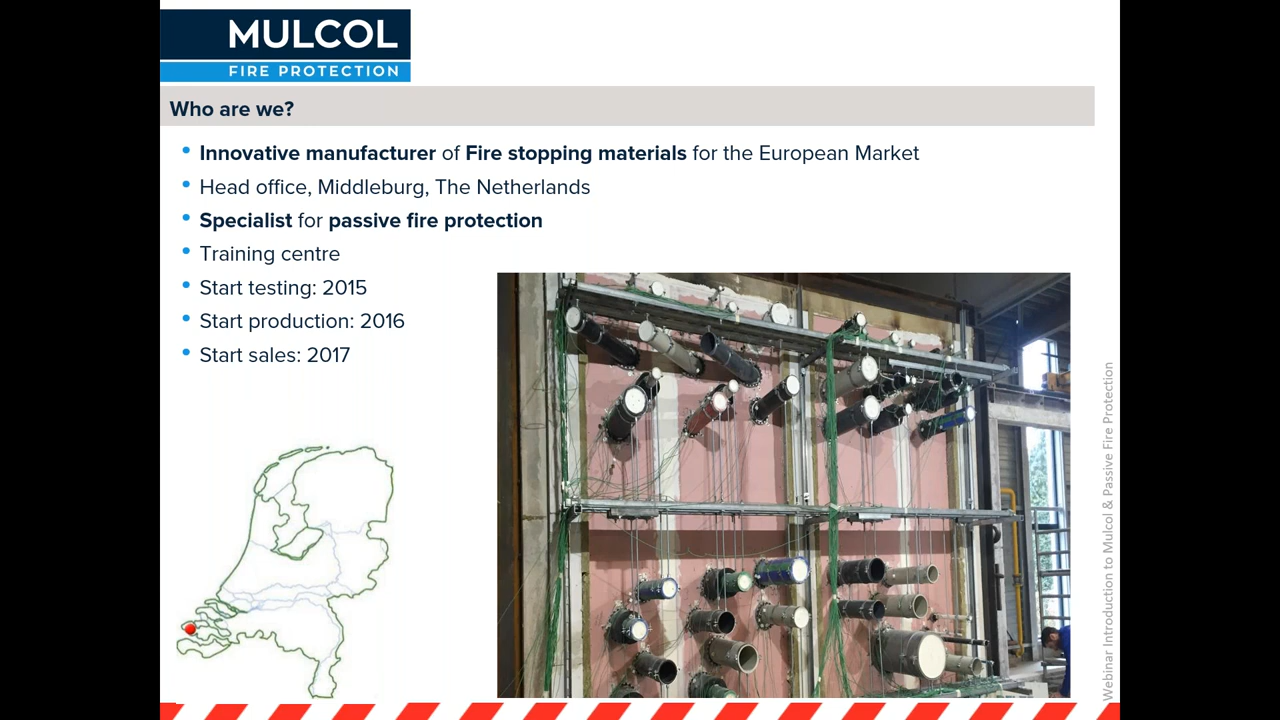 MULCOL
FIRE PROTECTION
Who are we?
Innovative manufacturer of Fire stopping materials for the European Market
Head office, Middleburg, The Netherlands
Specialist for passive fire protection
Training centre
Start testing: 2015
Start production: 2016
Start sales: 2017
Webinar Introduction to Mulcol & Passive Fire Protection